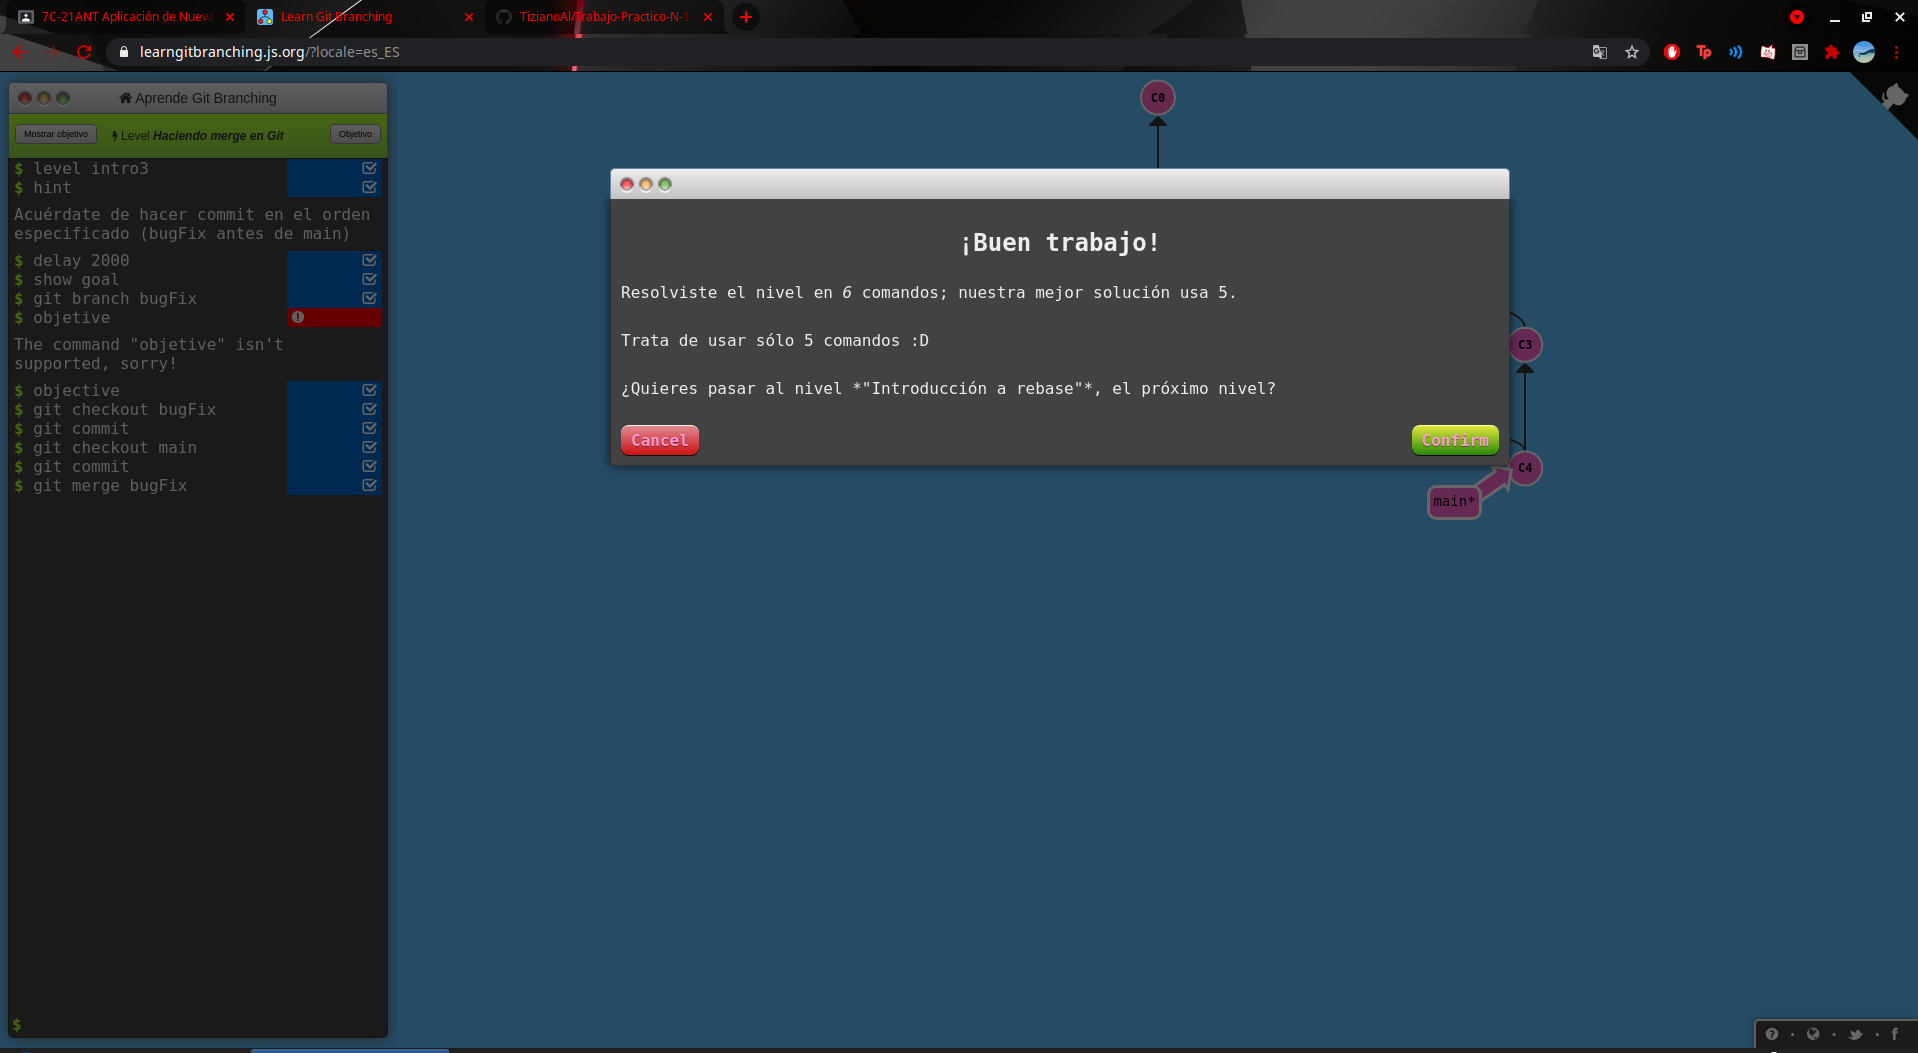 7C-21ANT Aplicación de Nueva
Learn Git Branching
TizianoAl/Trabajo-Practico-N-1
learngitbranching.js.org/?locale=es_ES
Aprende Git Branching
Mostrar objetivo
Level Haciendo merge en Git
Objetivo
$ level intro3
$ hint
Acuérdate de hacer commit en el orden
especificado (bugFix antes de main)
$ delay 2000
$ show goal
$ git branch bugFix
$ objetive
The command "objetive" isn't
supported, sorry!
$ objective
$ git checkout bugFix
$ git commit
$ git checkout main
$ git commit
$ git merge bugFix
$
C0
¡Buen trabajo!
Resolviste el nivel en 6 comandos; nuestra mejor solución usa 5.
Trata de usar sólo 5 comandos :D
¿Quieres pasar al nivel *"Introducción a rebase"*, el próximo nivel?
Cancel
Confirm
C3
C4
main*